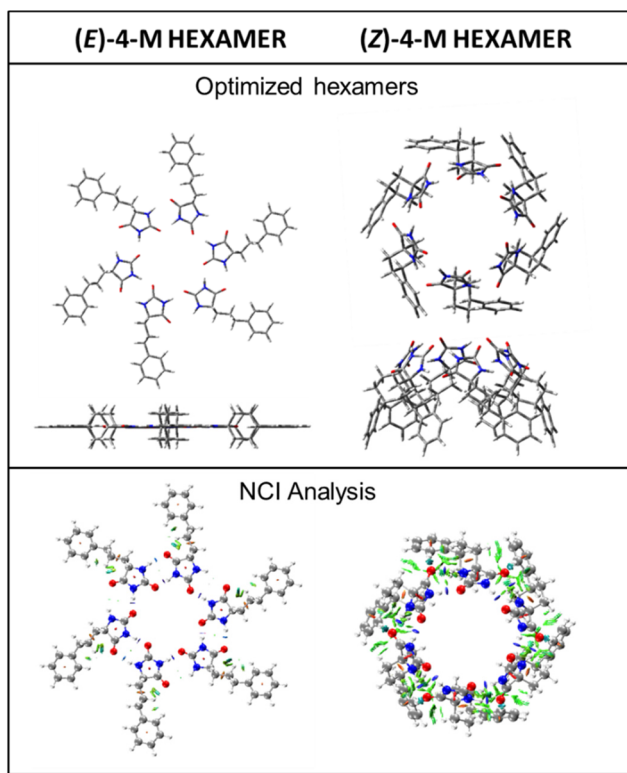 (E)-4-M HEXAMER
(Z)-4-M HEXAMER
Optimized hexamers
NCI Analysis